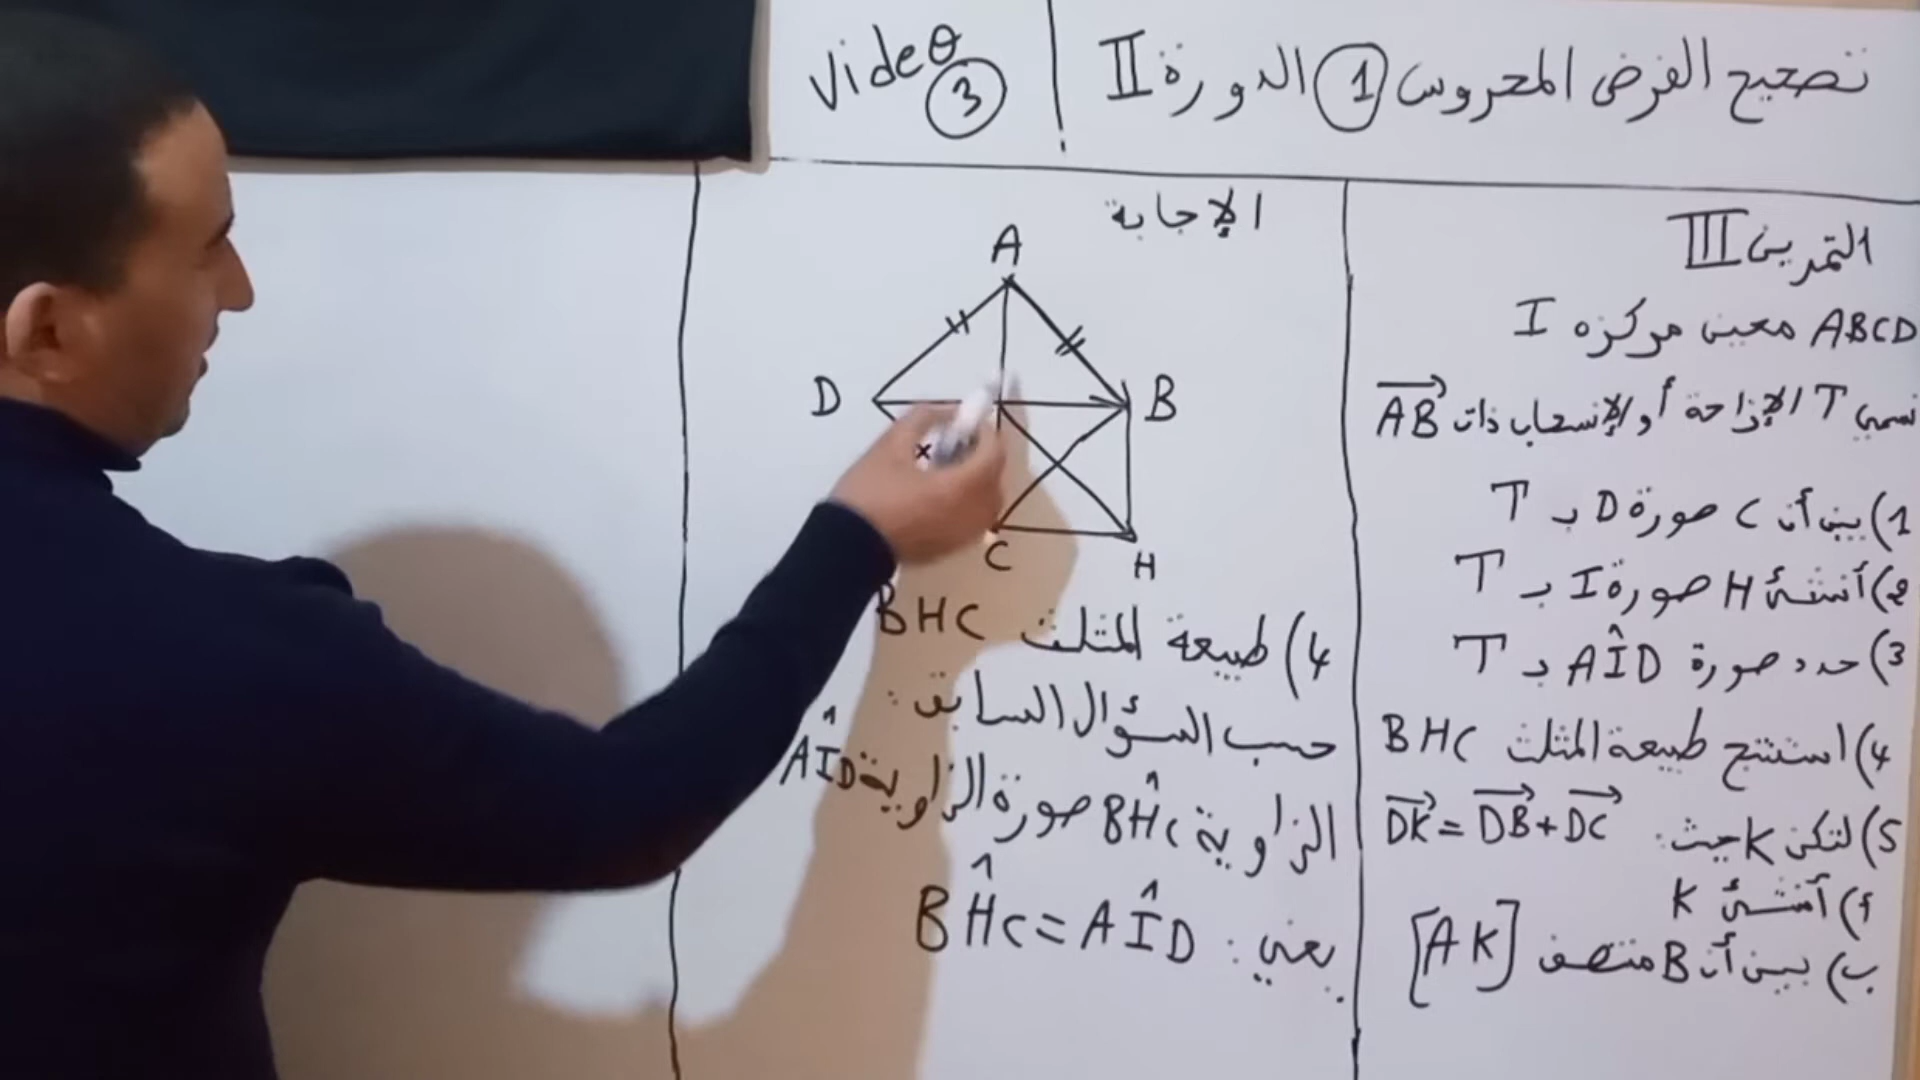 تصحيح الفرض المحروس 1 الدورة II
Video 3
التمرين III
ABCD معين مركزه I
نسمي T الإزاحة أو الإنسحاب ذات AB
1) بين أن C صورة D بـ T
2) أنشئ H صورة I بـ T
3) حدد صورة AÎD بـ T
4) استنتج طبيعة المثلث BHC
5) لتكن K حيث: DK = DB + DC
أ) أنشئ K
ب) بين أن B منتصف [AK]
الإجابة
A
D
B
C
H
4) طبيعة المثلث BHC
حسب السؤال السابق:
الزاوية BĤC صورة الزاوية AÎD
يعني: BĤC = AÎD